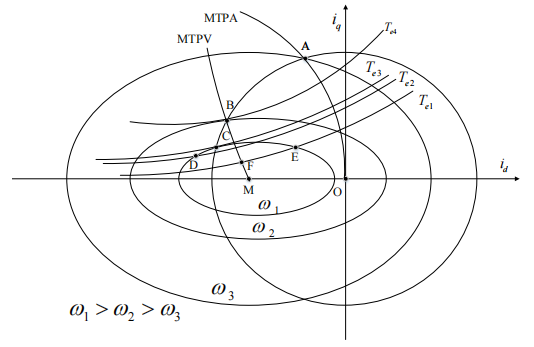 MTPA
i_q
MTPV
A
T_e4
T_e3
T_e2
B
T_e1
C
D
E
F
i_d
M
O
ω_1
ω_2
ω_3
ω_1 > ω_2 > ω_3